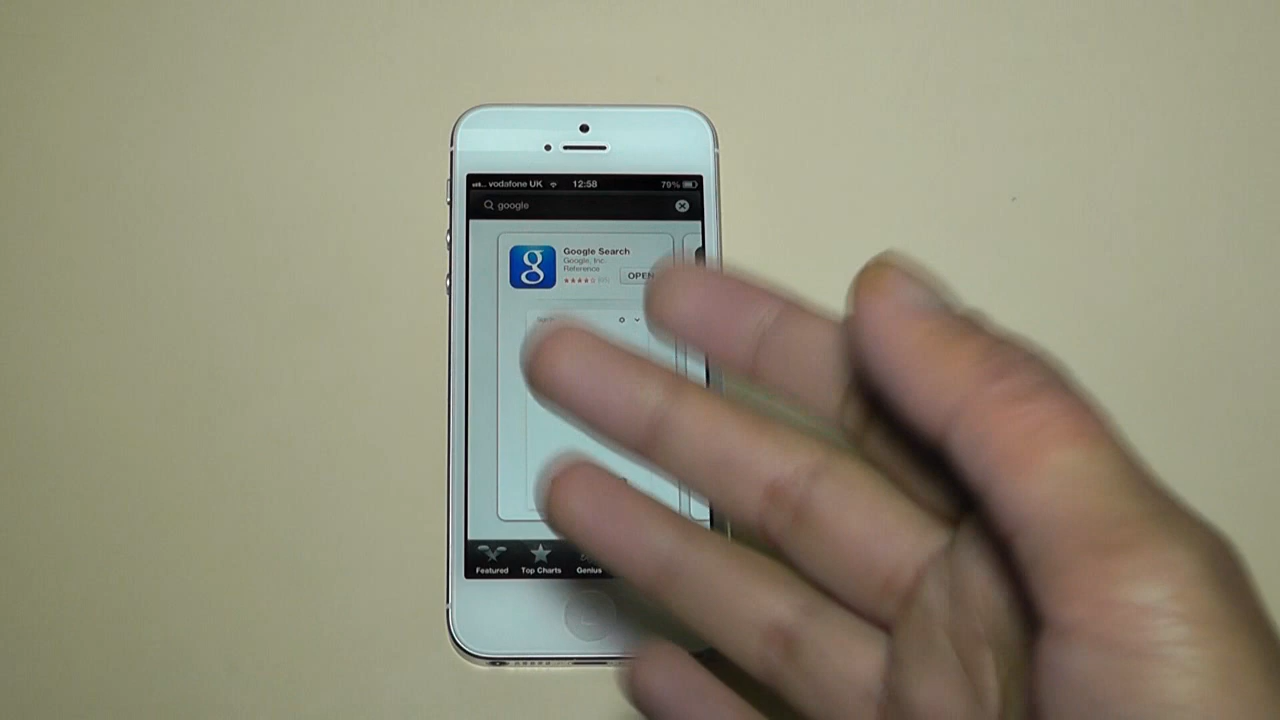 vodafone UK 12:58 79%
google
g
Google Search
Google, Inc.
Reference
OPEN
Featured Top Charts Genius